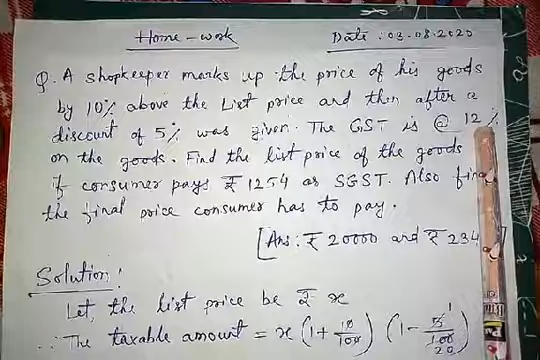 Home-work Date : 03.08.2020
Q. A shopkeeper marks up the price of his goods
by 10% above the List price and then after a
discount of 5% was given. The GST is @ 12%
on the goods. Find the list price of the goods
if consumer pays ₹ 1254 as SGST. Also find
the final price consumer has to pay.
[Ans: ₹ 20000 and ₹ 234
Solution:
Let, the list price be ₹ x
∴ The taxable amount = x (1 + 10/100) (1 - 5/100 1 20)